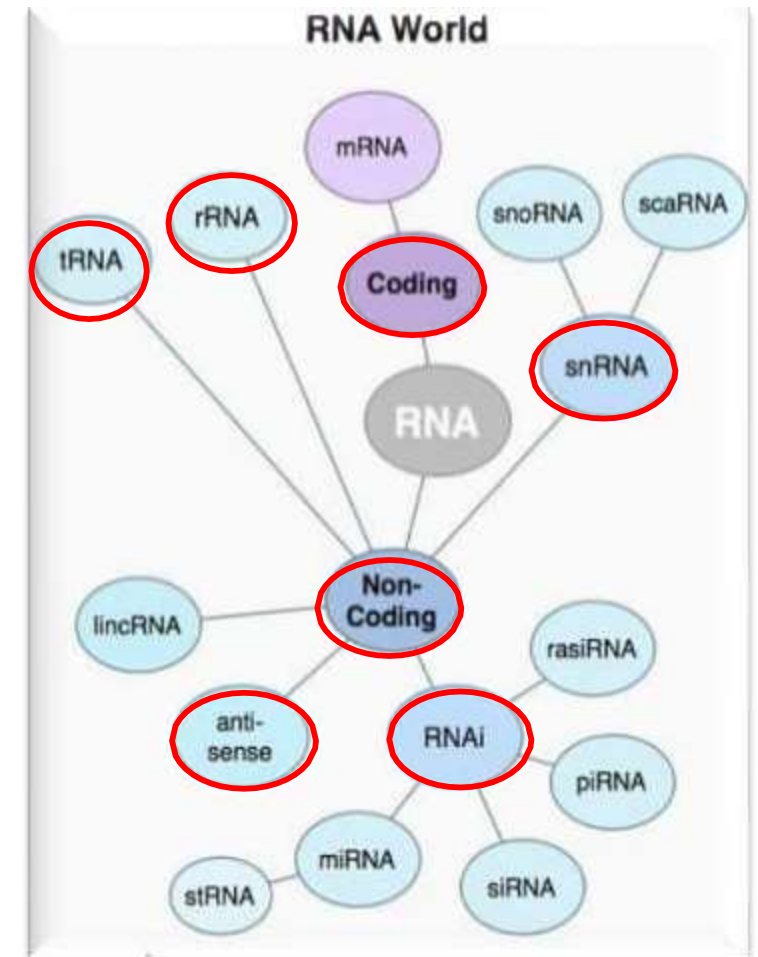 RNA World
mRNA
rRNA
snoRNA
scaRNA
tRNA
Coding
snRNA
RNA
Non-
Coding
lincRNA
rasiRNA
anti-
sense
RNAi
piRNA
miRNA
stRNA
siRNA